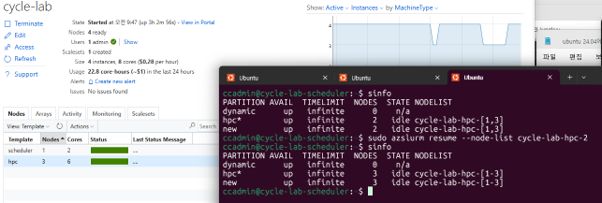 cycle-lab
Show: Active Instances by MachineType
Terminate
Edit
Access
Refresh
Support
State Started at 오전 9:47 (up 3h 2m 59s) -- View in Portal
Nodes 4 ready
Users 1 admin Show
Scalesets 1 created
Size 4 instances, 8 cores ($0.28 per hour)
Usage 22.8 core-hours (~$1) in the last 24 hours
Alerts Create new alert
Issues No issues found
Nodes Arrays Activity Monitoring Scalesets
View: Template Actions Search
Template Nodes Cores Status Last Status Message
scheduler 1 2 ...
hpc 3 6 ...
ubuntu 24.04
파일 편집
Ubuntu Ubuntu Ubuntu
ccadmin@cycle-lab-scheduler:~$ sinfo
PARTITION AVAIL TIMELIMIT NODES STATE NODELIST
dynamic up infinite 0 n/a
hpc* up infinite 2 idle cycle-lab-hpc-[1,3]
new up infinite 2 idle cycle-lab-hpc-[1,3]
ccadmin@cycle-lab-scheduler:~$ sudo azslurm resume --node-list cycle-lab-hpc-2
ccadmin@cycle-lab-scheduler:~$ sinfo
PARTITION AVAIL TIMELIMIT NODES STATE NODELIST
dynamic up infinite 0 n/a
hpc* up infinite 3 idle cycle-lab-hpc-[1-3]
new up infinite 3 idle cycle-lab-hpc-[1-3]
ccadmin@cycle-lab-scheduler:~$